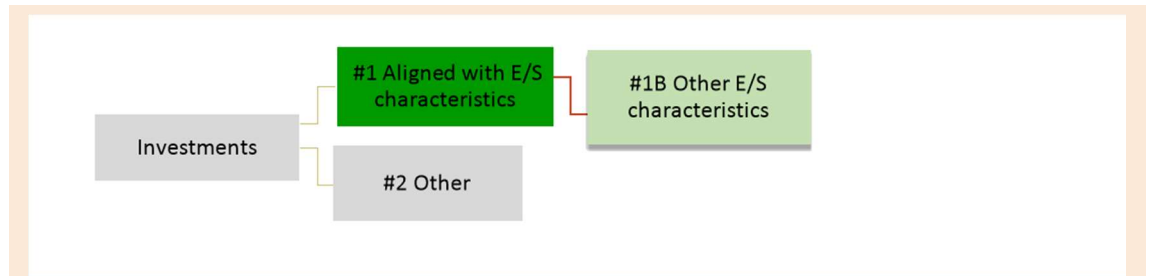 #1 Aligned with E/S
characteristics
#1B Other E/S
characteristics
Investments
#2 Other